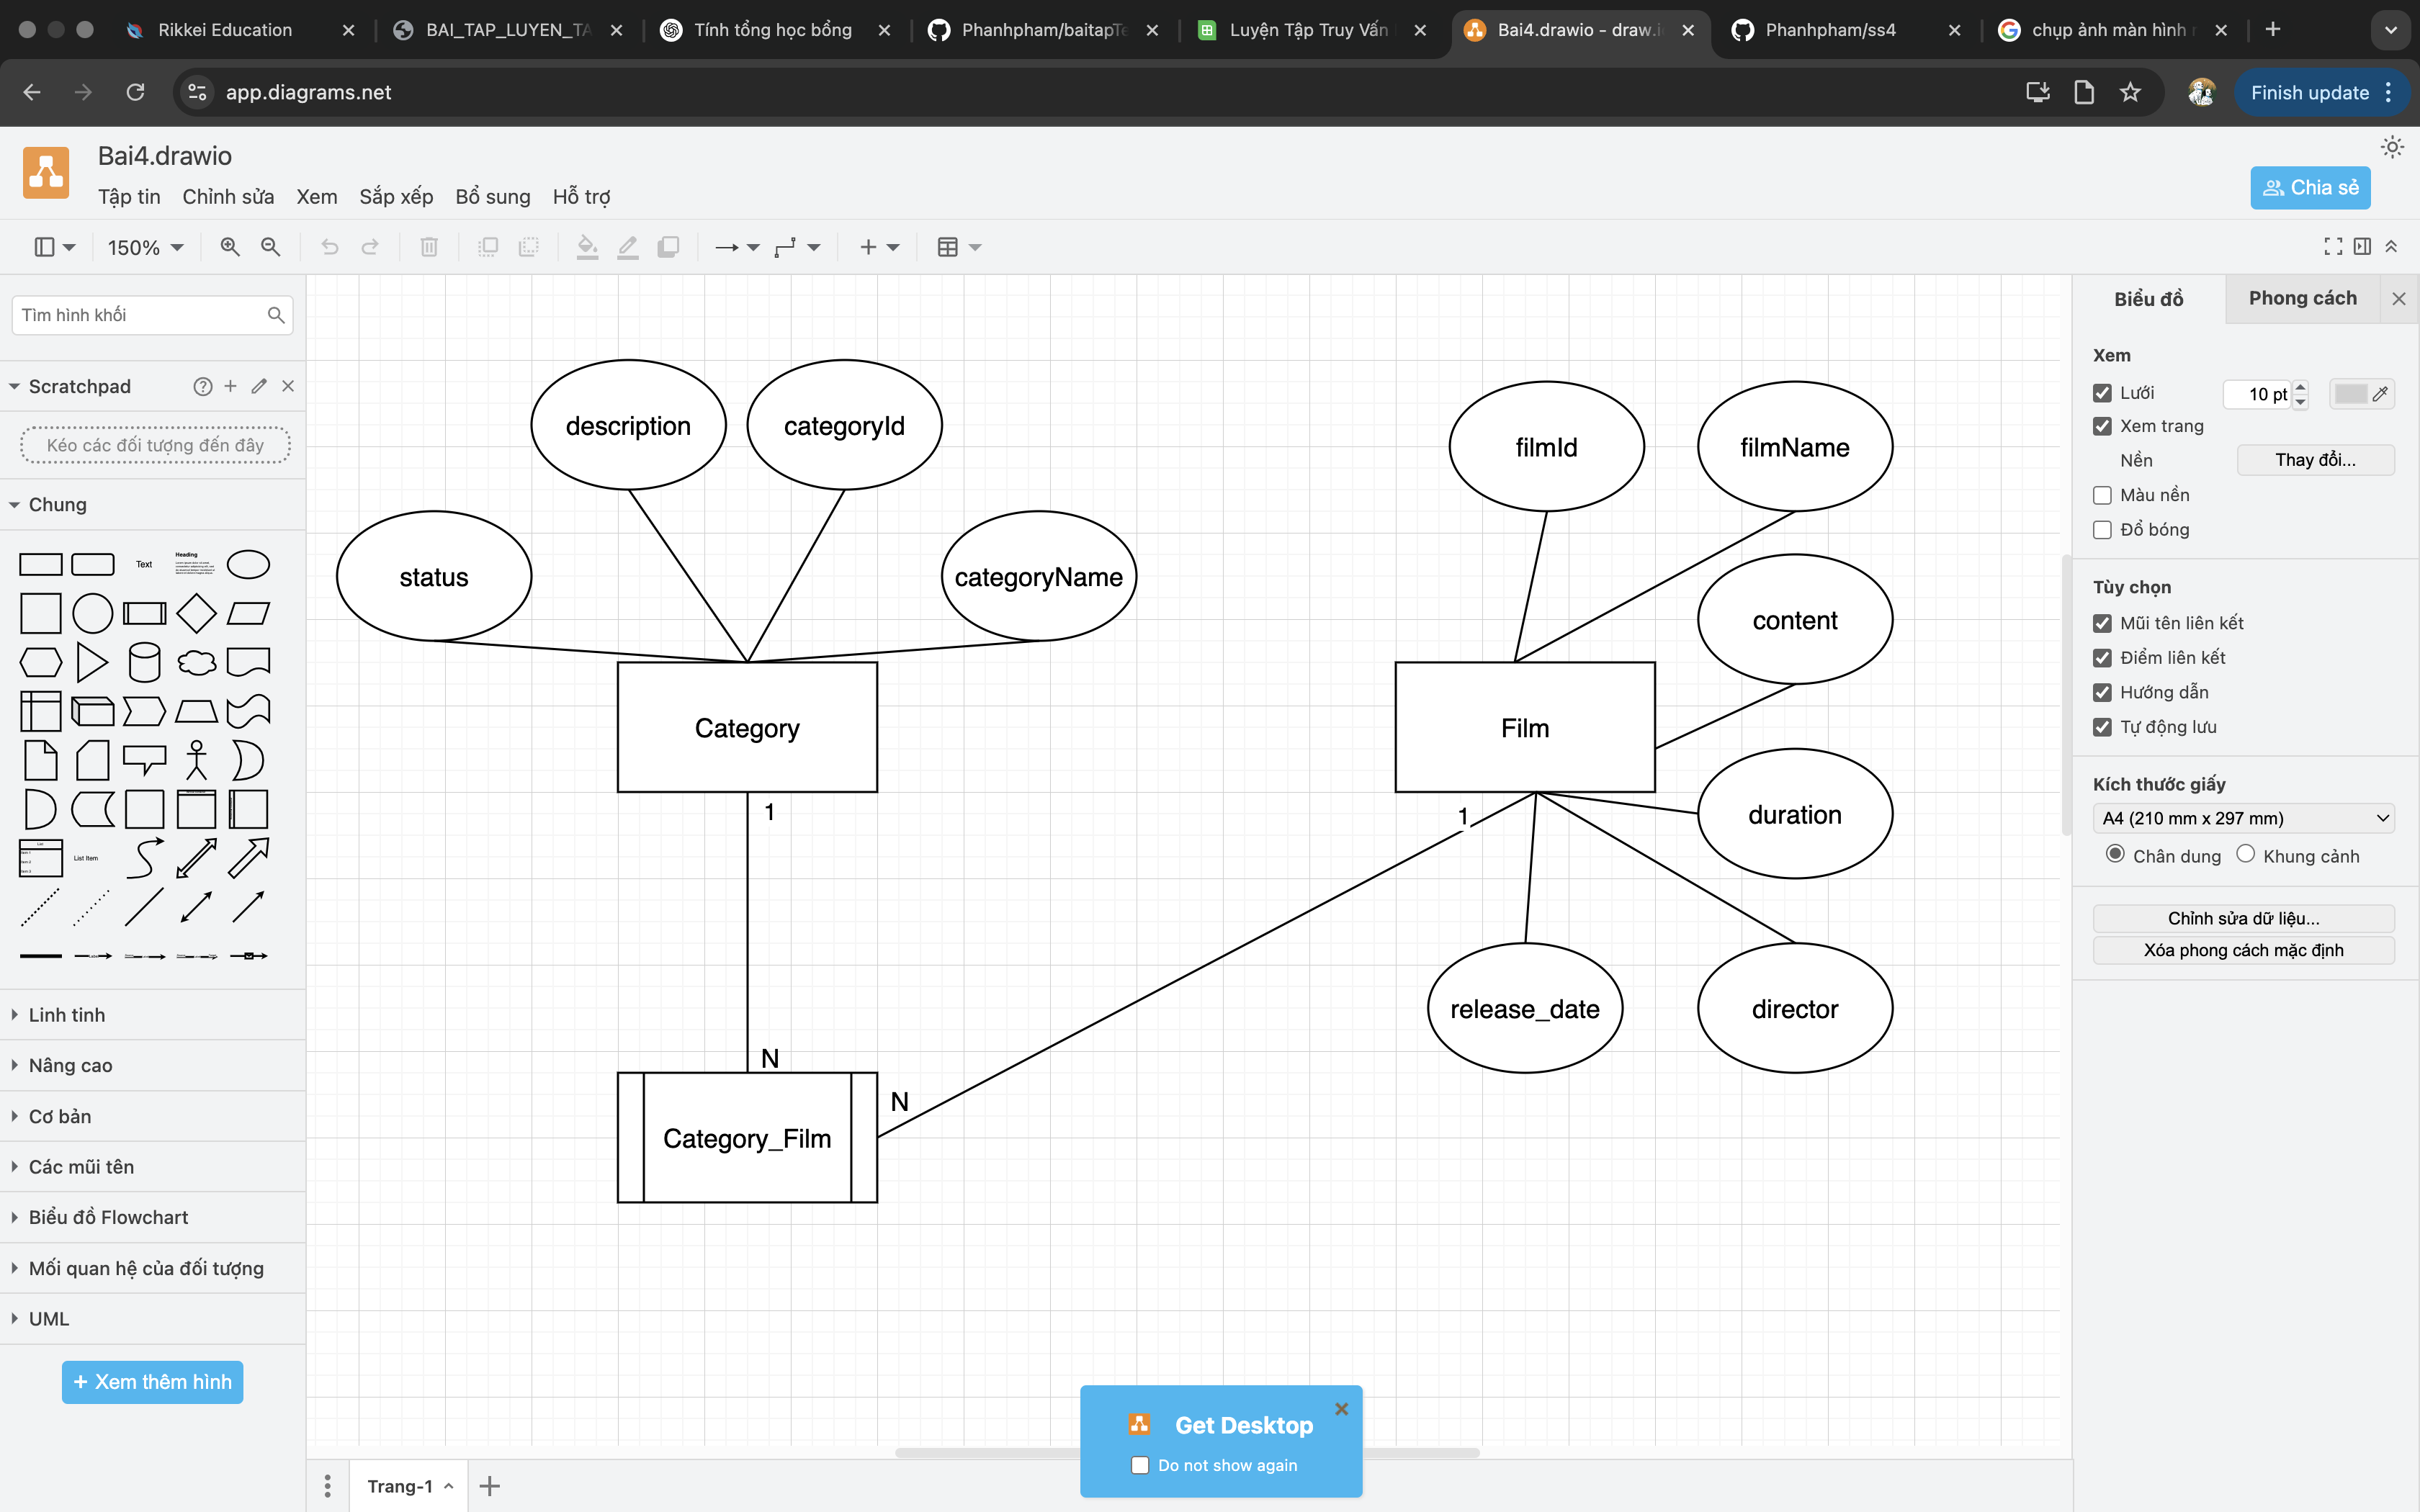 Rikkei Education
BAI_TAP_LUYEN_TA
Tính tổng học bổng
Phanhpham/baitapTe
Luyện Tập Truy Vấn
Bai4.drawio - draw.i
Phanhpham/ss4
chụp ảnh màn hình
app.diagrams.net
Finish update
Bai4.drawio
Tập tin Chỉnh sửa Xem Sắp xếp Bổ sung Hỗ trợ
Chia sẻ
150%
Tìm hình khối
Scratchpad
Kéo các đối tượng đến đây
Chung
Text
Heading
List
List Item
Linh tinh
Nâng cao
Cơ bản
Các mũi tên
Biểu đồ Flowchart
Mối quan hệ của đối tượng
UML
+ Xem thêm hình
description
categoryId
status
categoryName
Category
1
N
Category_Film
N
filmId
filmName
content
Film
1
duration
release_date
director
Get Desktop
Do not show again
Trang-1
Biểu đồ
Phong cách
Xem
Lưới
10 pt
Xem trang
Nền
Thay đổi...
Màu nền
Đổ bóng
Tùy chọn
Mũi tên liên kết
Điểm liên kết
Hướng dẫn
Tự động lưu
Kích thước giấy
A4 (210 mm x 297 mm)
Chân dung
Khung cảnh
Chỉnh sửa dữ liệu...
Xóa phong cách mặc định